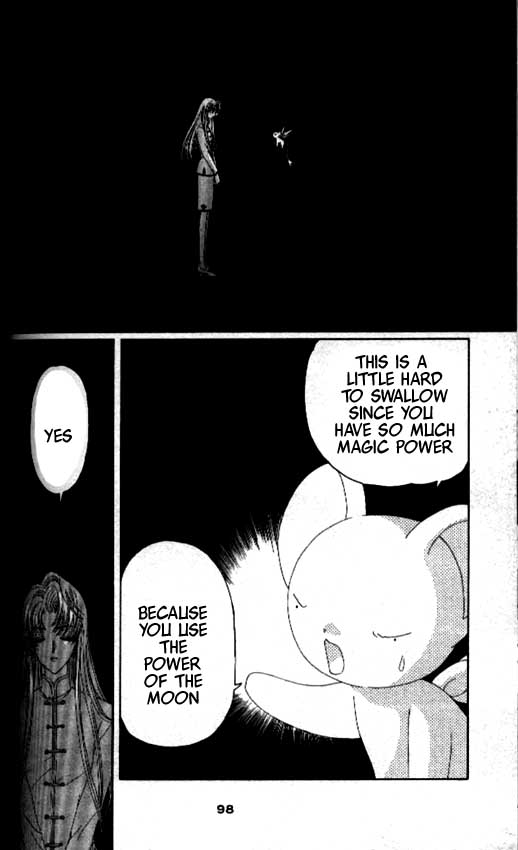 THIS IS A
LITTLE HARD
TO SWALLOW
SINCE YOU
HAVE SO MUCH
MAGIC POWER
BECAUSE
YOU USE
THE
POWER
OF THE
MOON
YES
98